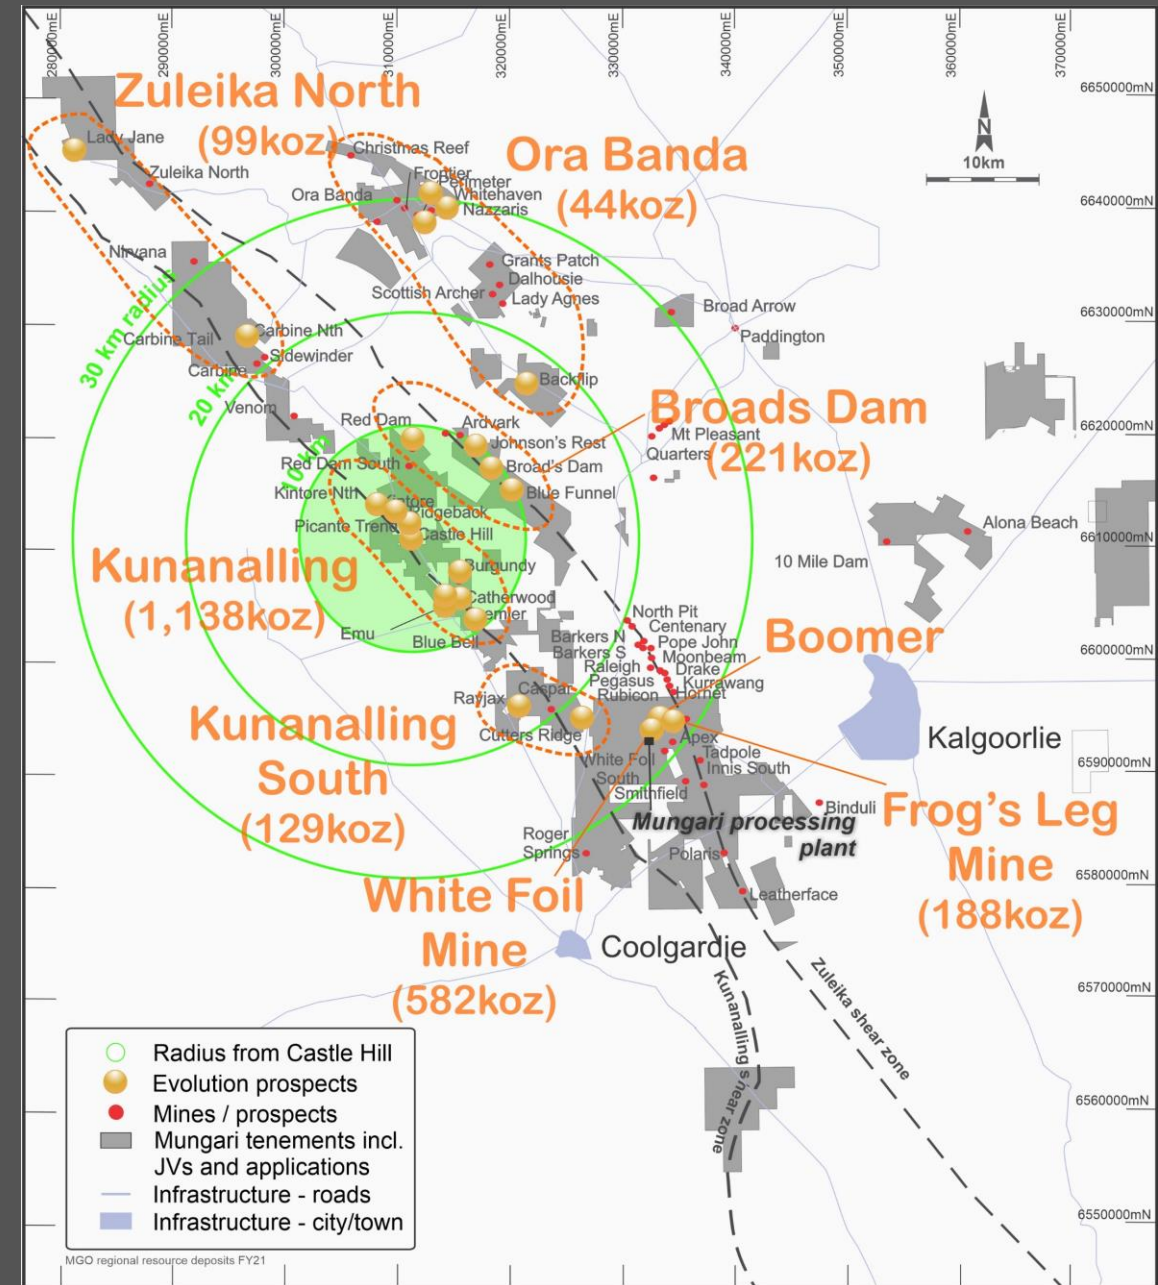 280000mE
290000mE
300000mE
310000mE
320000mE
330000mE
340000mE
350000mE
360000mE
370000mE
6650000mN
N
10km
Zuleika North
(99koz)
Lady Jane
Zuleika North
Christmas Reef
Ora Banda
(44koz)
Frontier
Perimeter
Ora Banda
Whitehaven
Nazzaris
6640000mN
Nirvana
Grants Patch
Dalhousie
Scottish Archer
Lady Agnes
30 km radius
Broad Arrow
6630000mN
Carbine Nth
Carbine Tail
Paddington
Sidewinder
Carbine
20 km
Backflip
Venom
Broads Dam
(221koz)
Red Dam
Ardvark
6620000mN
Mt Pleasant
Johnson's Rest
Quarters
Red Dam South
Broad's Dam
10 km
Kintore Nth
Blue Funnel
Kintore
Ridgeback
Picante Trend
Castle Hill
Alona Beach
6610000mN
10 Mile Dam
Kunanalling
(1,138koz)
Burgundy
Catherwood
Premier
Emu
Blue Bell
North Pit
Centenary
Barkers N
Pope John
Barkers S
Moonbeam
Boomer
6600000mN
Raleigh
Drake
Pegasus
Kurrawang
Rubicon
Hornet
Rayjax
Caspar
Kunanalling
South
(129koz)
Cutters Ridge
Apex
Kalgoorlie
White Foil
South
Tadpole
Innis South
6590000mN
Smithfield
Binduli
Frog's Leg
Mine
(188koz)
Mungari processing
plant
Roger
Springs
Polaris
6580000mN
White Foil
Mine
(582koz)
Leatherface
Coolgardie
6570000mN
Kunanalling shear zone
Zuleika shear zone
6560000mN
6550000mN
Radius from Castle Hill
Evolution prospects
Mines / prospects
Mungari tenements incl.
JVs and applications
Infrastructure - roads
Infrastructure - city/town
MGO regional resource deposits FY21